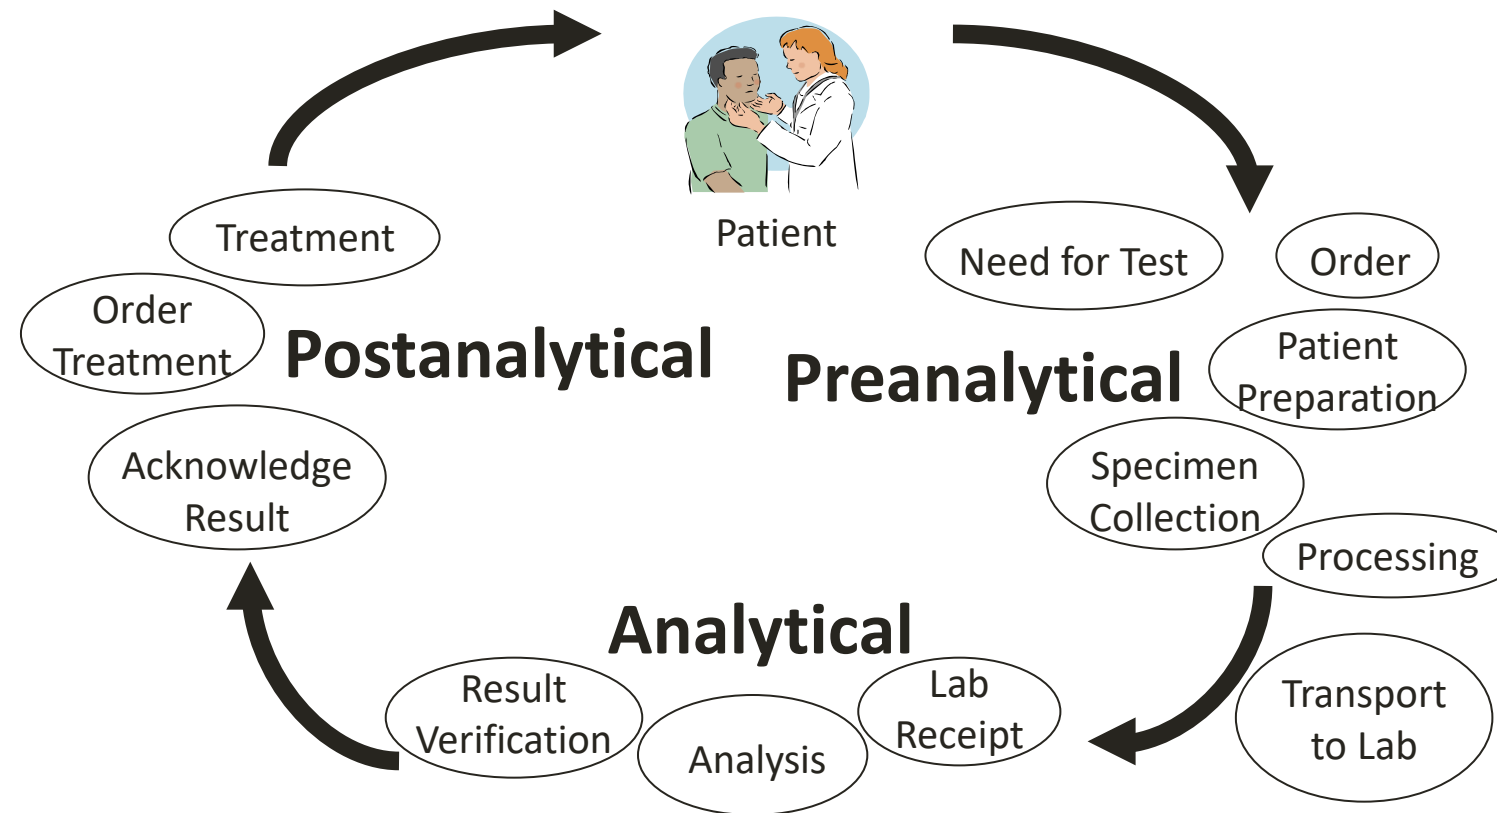 Patient
Need for Test
Order
Preanalytical
Patient
Preparation
Specimen
Collection
Processing
Transport
to Lab
Analytical
Lab
Receipt
Analysis
Result
Verification
Postanalytical
Acknowledge
Result
Order
Treatment
Treatment